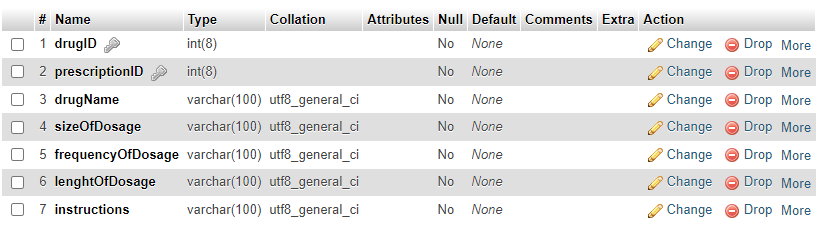 # Name Type Collation Attributes Null Default Comments Extra Action
1 drugID int(8) No None Change Drop More
2 prescriptionID int(8) No None Change Drop More
3 drugName varchar(100) utf8_general_ci No None Change Drop More
4 sizeOfDosage varchar(100) utf8_general_ci No None Change Drop More
5 frequencyOfDosage varchar(100) utf8_general_ci No None Change Drop More
6 lenghtOfDosage varchar(100) utf8_general_ci No None Change Drop More
7 instructions varchar(100) utf8_general_ci No None Change Drop More